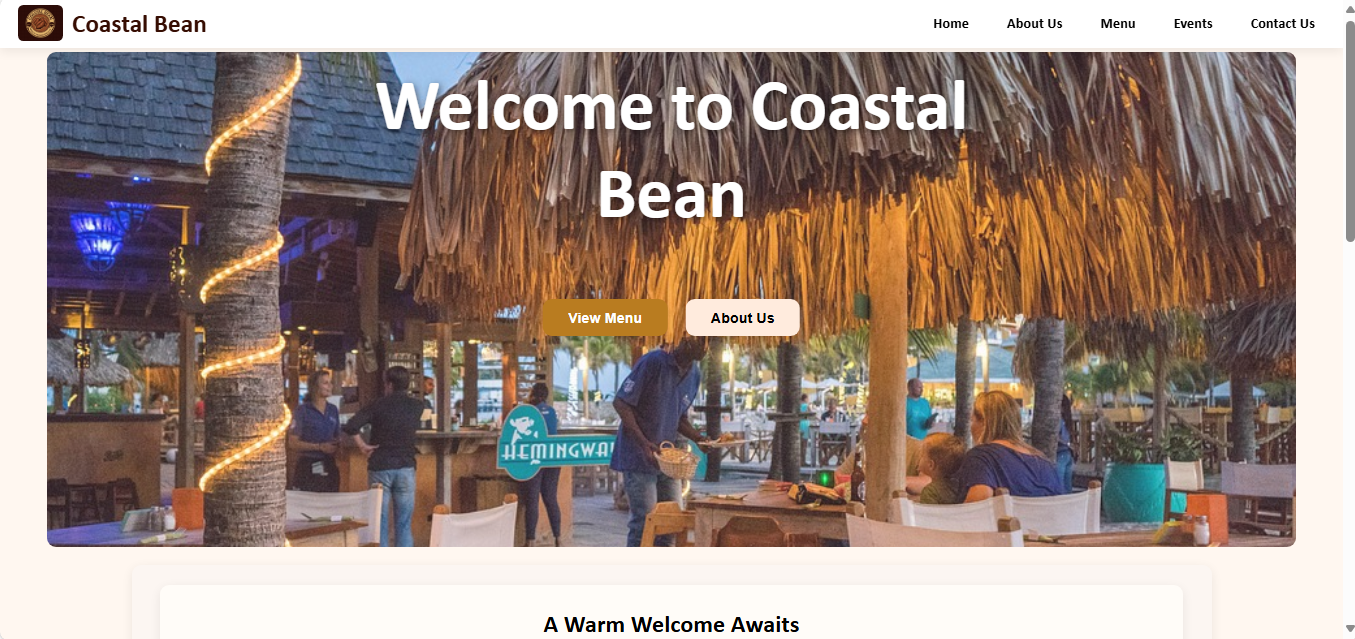 Coastal Bean
Home
About Us
Menu
Events
Contact Us
Welcome to Coastal
Bean
View Menu
About Us
HEMINGWA
A Warm Welcome Awaits